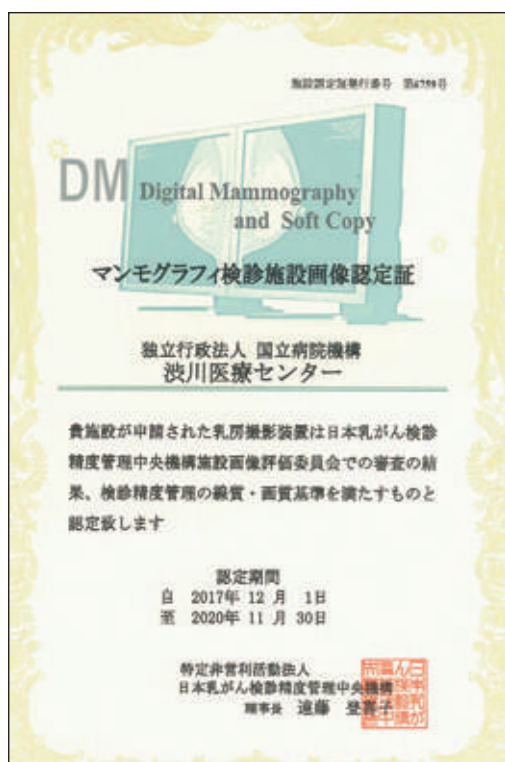 施設認定証発行番号 第6759号
DM Digital Mammography
and Soft Copy
マンモグラフィ検診施設画像認定証
独立行政法人 国立病院機構
渋川医療センター
貴施設が申請された乳房撮影装置は日本乳がん検診
精度管理中央機構施設画像評価委員会での審査の結
果、検診精度管理の線質・画質基準を満たすものと
認定致します
認定期間
自 2017年 12 月 1日
至 2020年 11 月 30日
特定非営利活動法人
日本乳がん検診精度管理中央機構
理事長 遠藤 登喜子